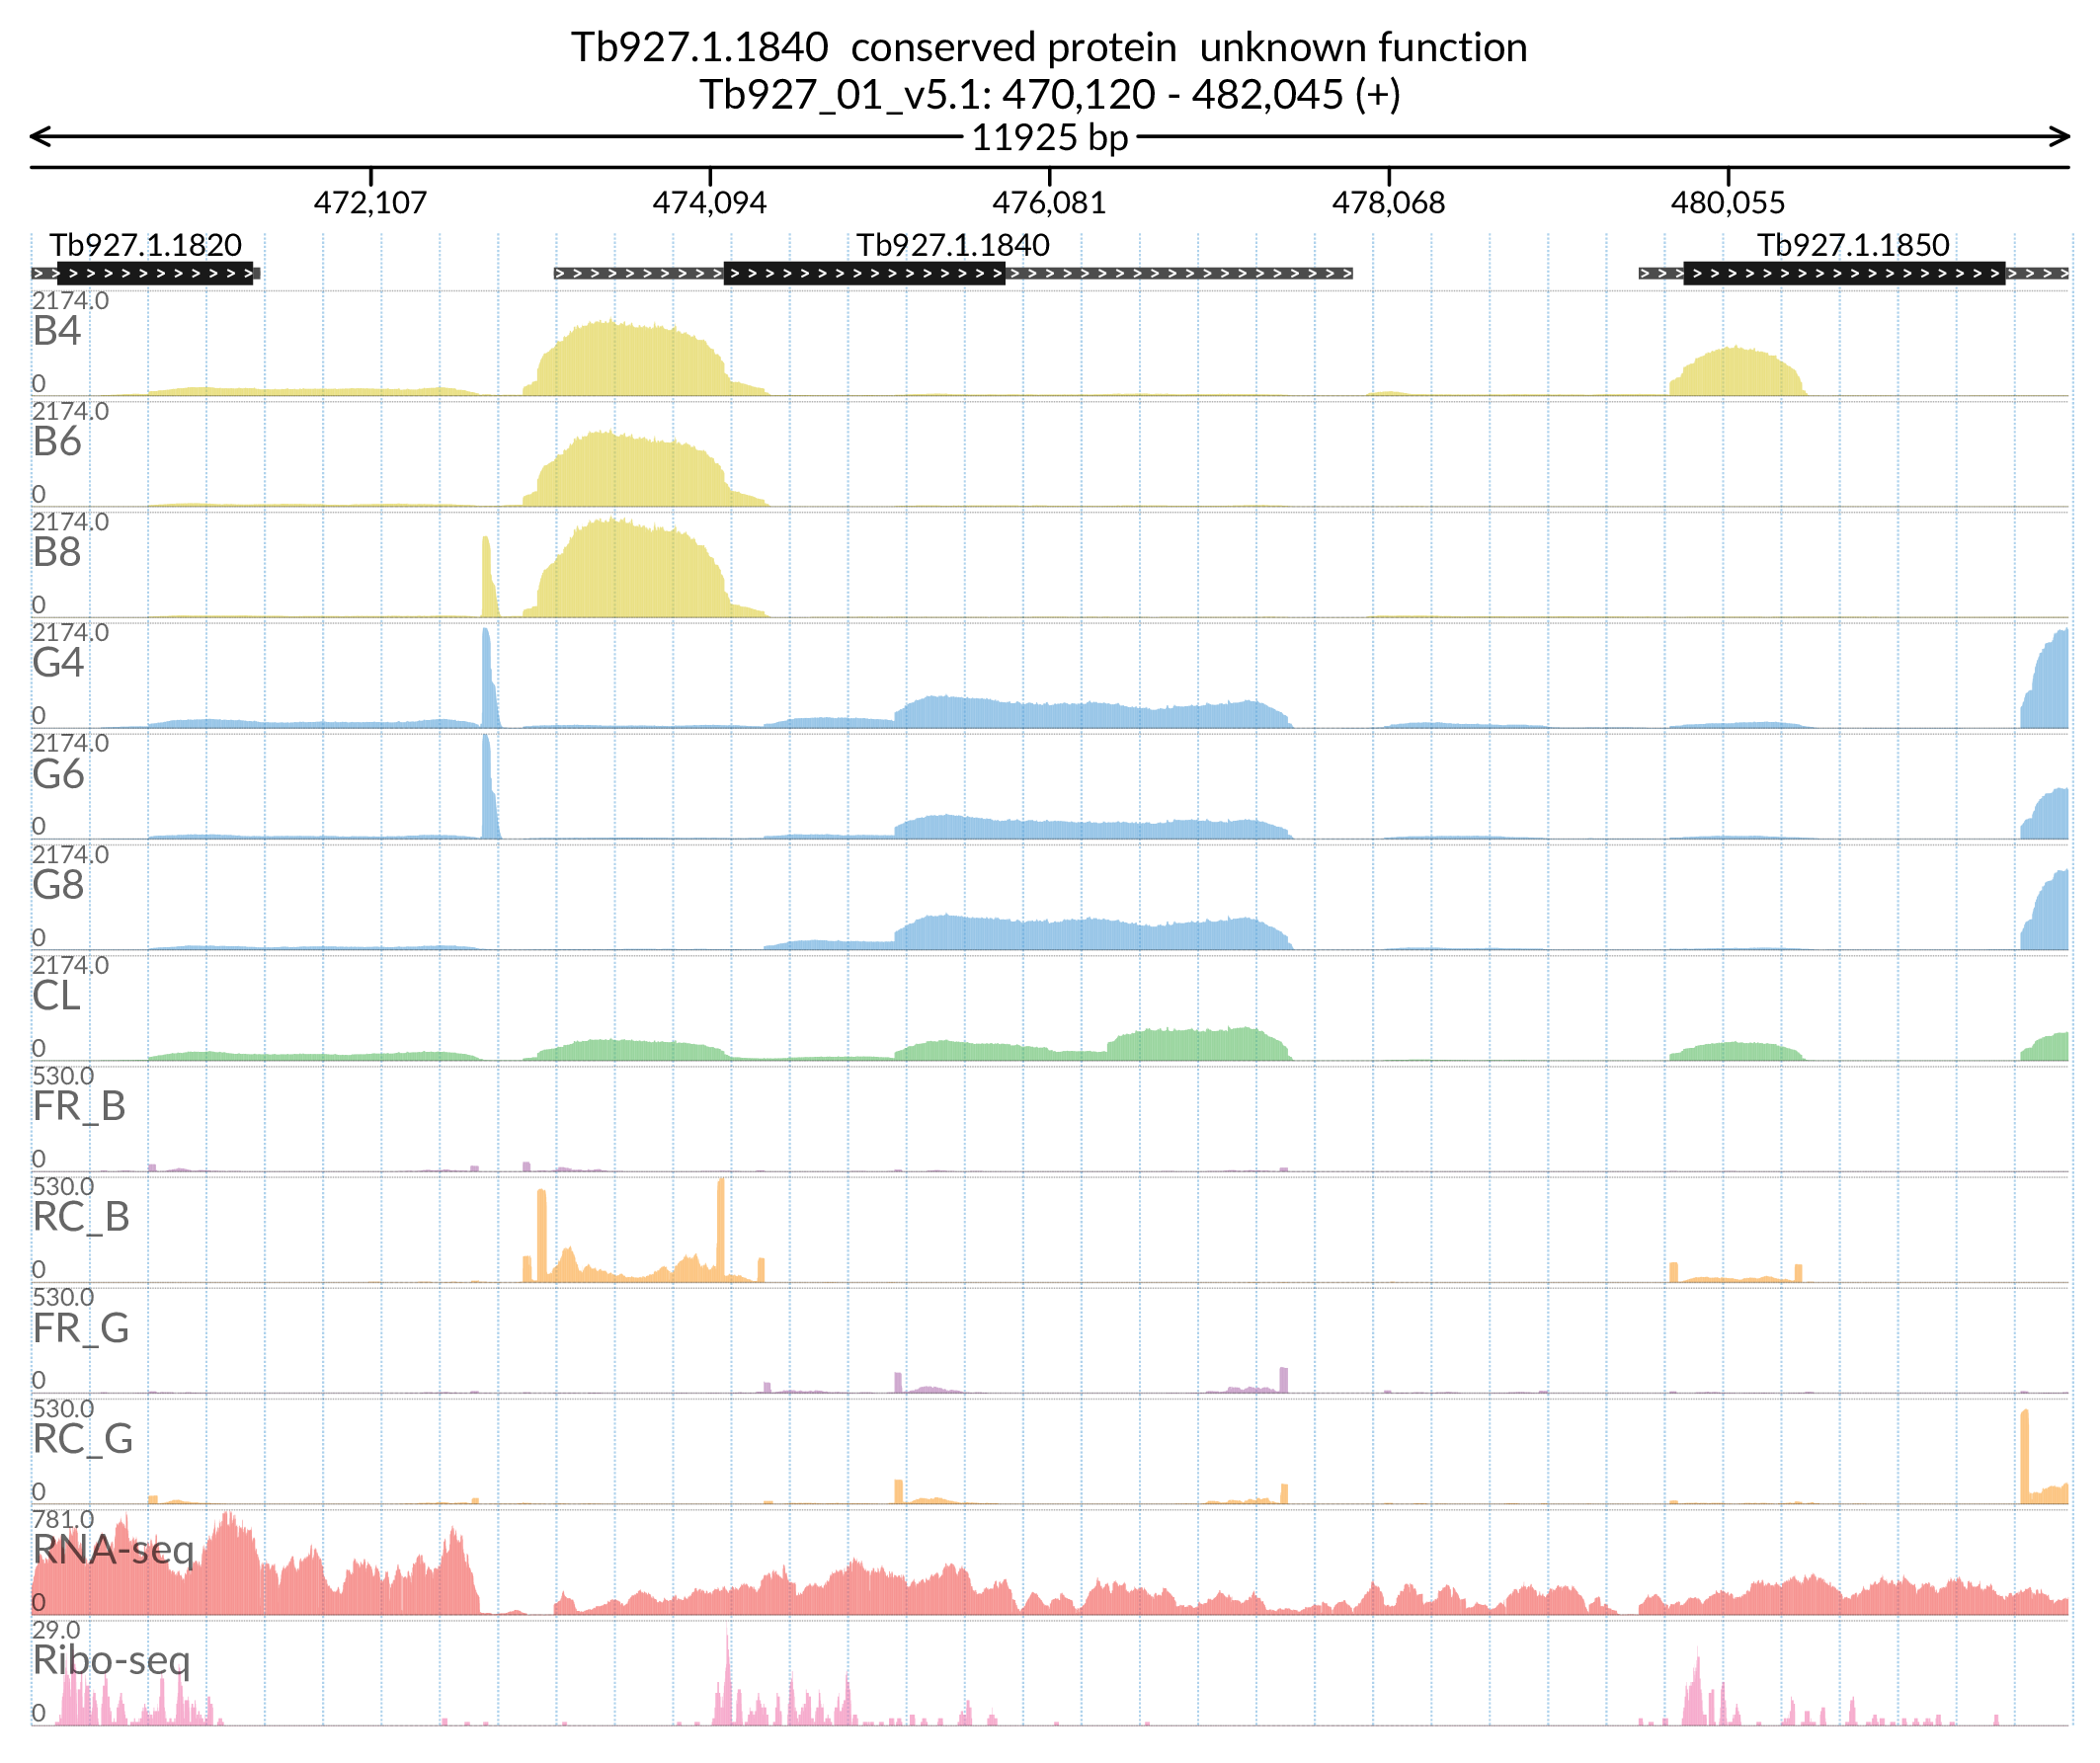 Tb927.1.1840  conserved protein  unknown function
Tb927_01_v5.1: 470,120 - 482,045 (+)
11925 bp
472,107 474,094 476,081 478,068 480,055
Tb927.1.1820 Tb927.1.1840 Tb927.1.1850
2174.0
B4
0
2174.0
B6
0
2174.0
B8
0
2174.0
G4
0
2174.0
G6
0
2174.0
G8
0
2174.0
CL
0
530.0
FR_B
0
530.0
RC_B
0
530.0
FR_G
0
530.0
RC_G
0
781.0
RNA-seq
0
29.0
Ribo-seq
0